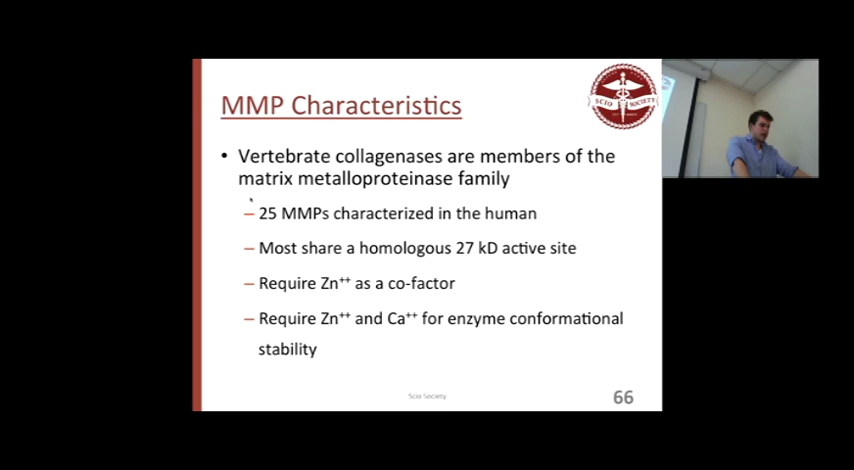 MMP Characteristics
SCIO SOCIETY
• Vertebrate collagenases are members of the
matrix metalloproteinase family
– 25 MMPs characterized in the human
– Most share a homologous 27 kD active site
– Require Zn⁺⁺ as a co-factor
– Require Zn⁺⁺ and Ca⁺⁺ for enzyme conformational
stability
Scio Society
66